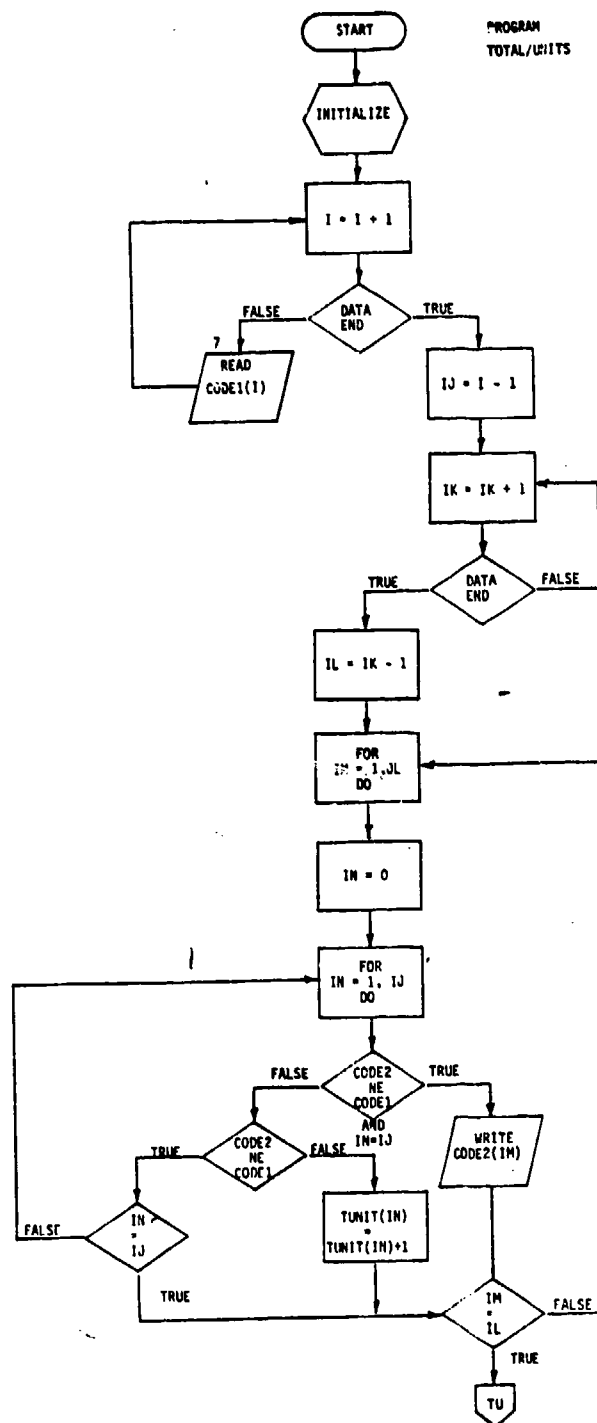 START
PROGRAM
TOTAL/UNITS
INITIALIZE
I = I + 1
DATA
END
FALSE
TRUE
7
READ
CODE1(I)
IJ = I - 1
IK = IK + 1
DATA
END
TRUE
FALSE
IL = IK - 1
FOR
IM = 1,JL
DO
IN = 0
FOR
IN = 1, IJ
DO
CODE2
NE
CODE1
AND
IN=IJ
FALSE
TRUE
WRITE
CODE2(IM)
CODE2
NE
CODE1
TRUE
FALSE
TUNIT(IN)
=
TUNIT(IN)+1
IN
=
IJ
FALSE
TRUE
IM
=
IL
FALSE
TRUE
TU